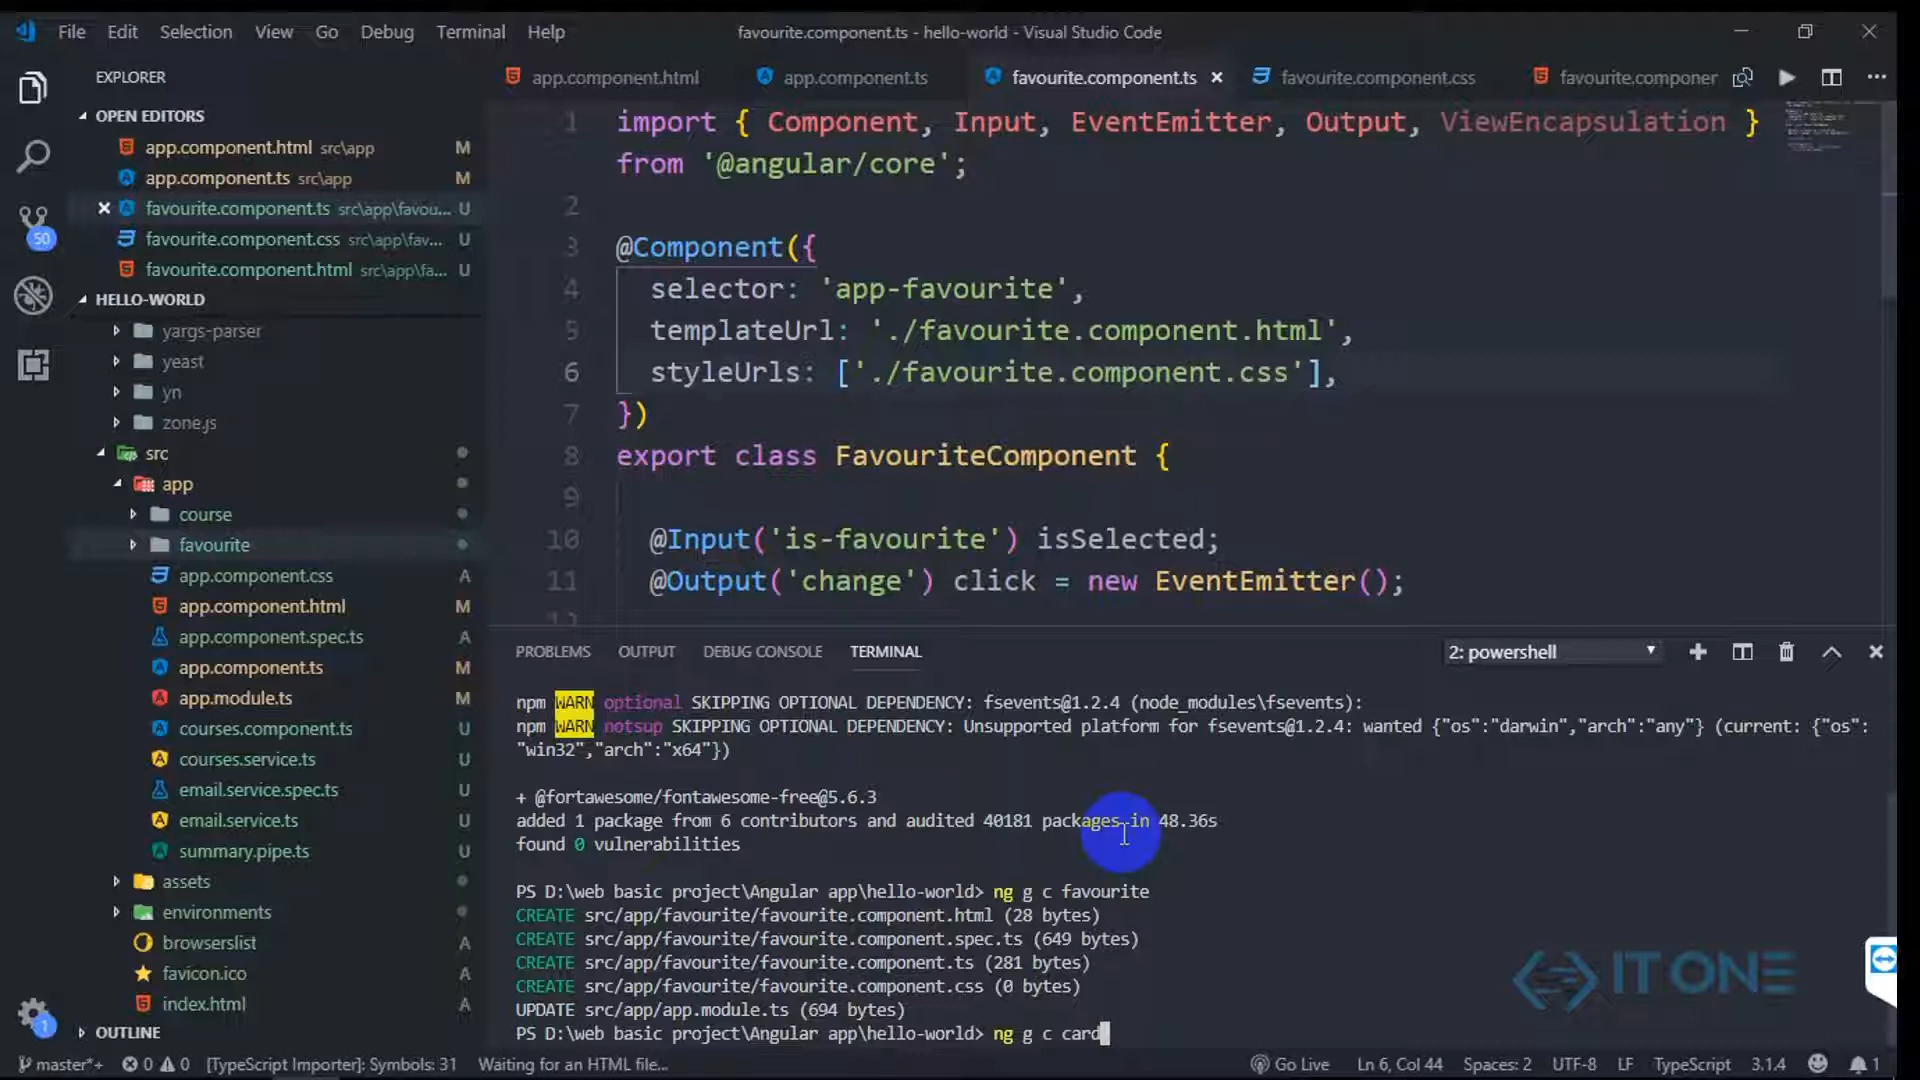 File Edit Selection View Go Debug Terminal Help
favourite.component.ts - hello-world - Visual Studio Code
EXPLORER
OPEN EDITORS
app.component.html src\app M
app.component.ts src\app M
favourite.component.ts src\app\favou... U
favourite.component.css src\app\fav... U
favourite.component.html src\app\fa... U
HELLO-WORLD
yargs-parser
yeast
yn
zone.js
src
app
course
favourite
app.component.css A
app.component.html M
app.component.spec.ts A
app.component.ts M
app.module.ts M
courses.component.ts U
courses.service.ts U
email.service.spec.ts U
email.service.ts U
summary.pipe.ts U
assets
environments
browserslist A
favicon.ico A
index.html A
OUTLINE
50
1
app.component.html app.component.ts favourite.component.ts favourite.component.css favourite.componer
1 import { Component, Input, EventEmitter, Output, ViewEncapsulation }
from '@angular/core';
2
3 @Component({
4 selector: 'app-favourite',
5 templateUrl: './favourite.component.html',
6 styleUrls: ['./favourite.component.css'],
7 })
8 export class FavouriteComponent {
9
10 @Input('is-favourite') isSelected;
11 @Output('change') click = new EventEmitter();
12
PROBLEMS OUTPUT DEBUG CONSOLE TERMINAL 2: powershell
npm WARN optional SKIPPING OPTIONAL DEPENDENCY: fsevents@1.2.4 (node_modules\fsevents):
npm WARN notsup SKIPPING OPTIONAL DEPENDENCY: Unsupported platform for fsevents@1.2.4: wanted {"os":"darwin","arch":"any"} (current: {"os":
"win32","arch":"x64"})
+ @fortawesome/fontawesome-free@5.6.3
added 1 package from 6 contributors and audited 40181 packages in 48.36s
found 0 vulnerabilities
PS D:\web basic project\Angular app\hello-world> ng g c favourite
CREATE src/app/favourite/favourite.component.html (28 bytes)
CREATE src/app/favourite/favourite.component.spec.ts (649 bytes)
CREATE src/app/favourite/favourite.component.ts (281 bytes)
CREATE src/app/favourite/favourite.component.css (0 bytes)
UPDATE src/app/app.module.ts (694 bytes)
PS D:\web basic project\Angular app\hello-world> ng g c card
IT ONE
master*+ 0 0 [TypeScript Importer]: Symbols: 31 Waiting for an HTML file... Go Live Ln 6, Col 44 Spaces: 2 UTF-8 LF TypeScript 3.1.4 1